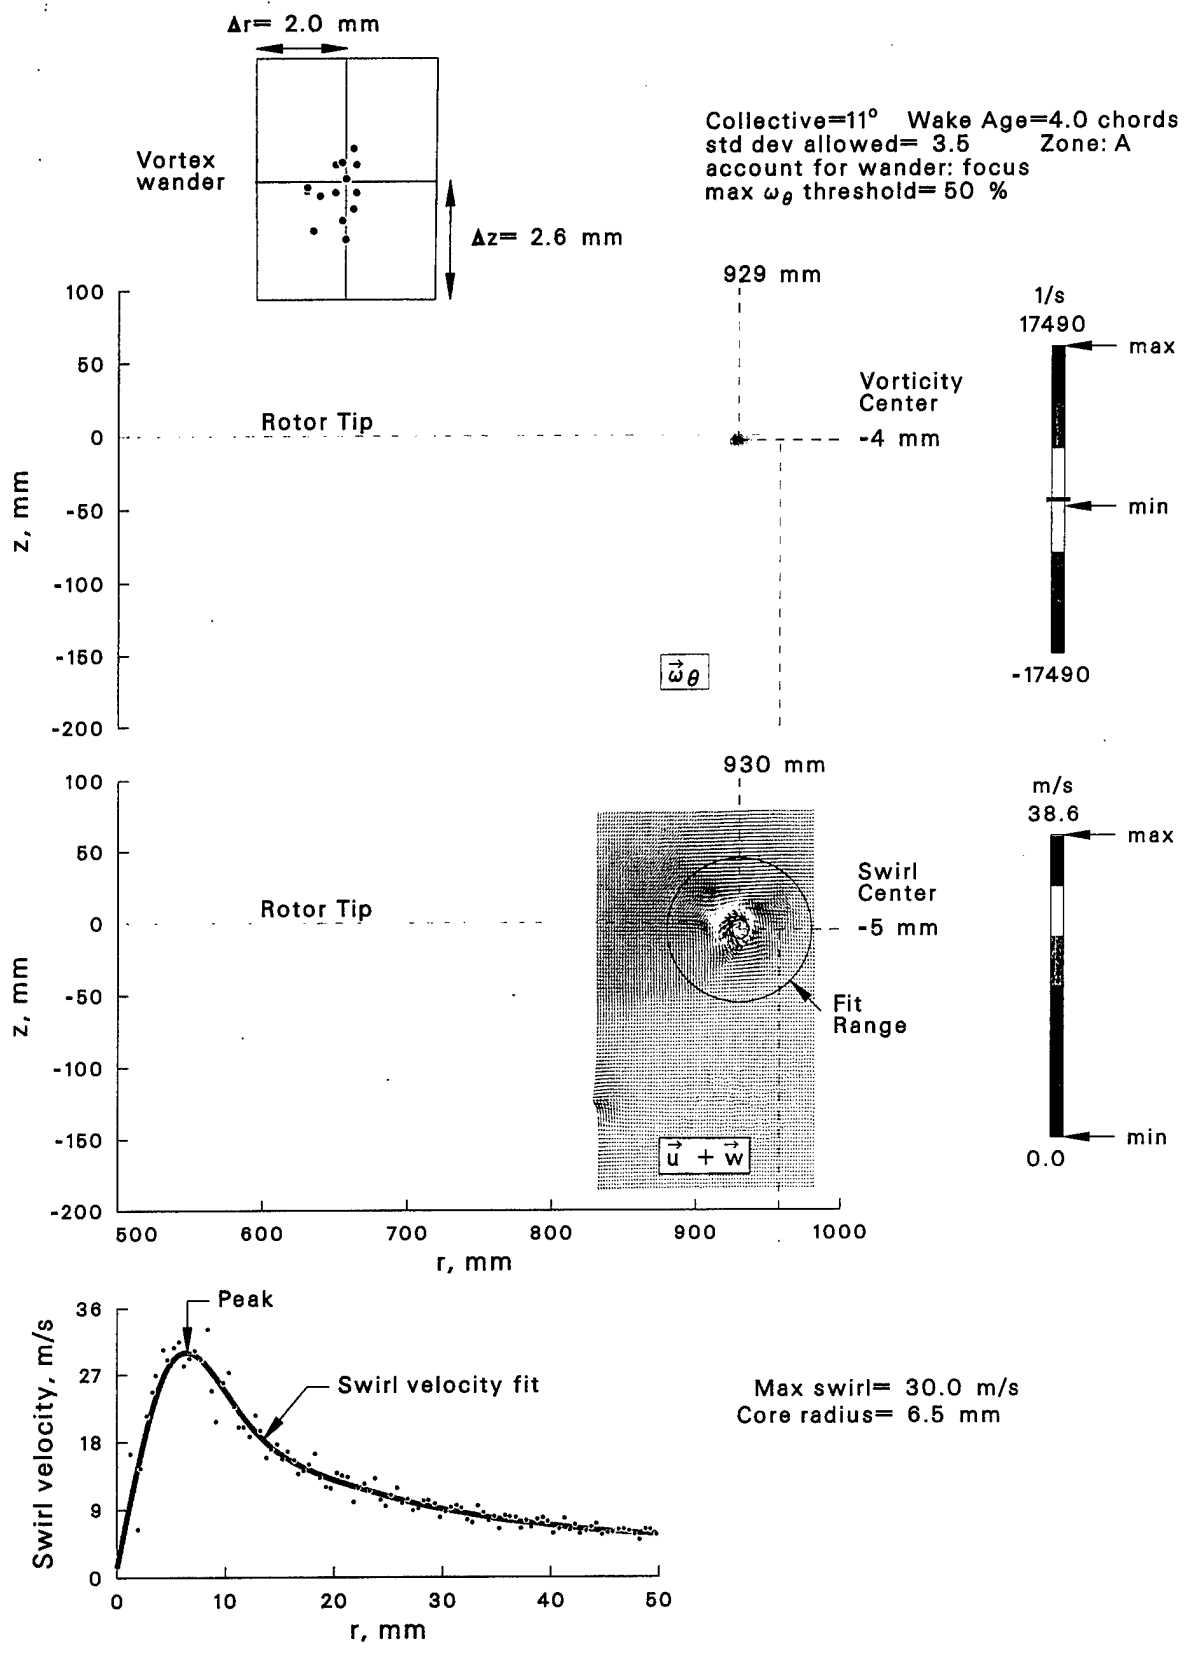 Δr= 2.0 mm
Vortex
wander
Δz= 2.6 mm
Collective=11° Wake Age=4.0 chords
std dev allowed= 3.5 Zone: A
account for wander: focus
max ωθ threshold= 50 %
929 mm
Vorticity
Center
-4 mm
Rotor Tip
z, mm
100
50
0
-50
-100
-150
-200
ωθ
1/s
17490
max
min
-17490
930 mm
Swirl
Center
-5 mm
Rotor Tip
Fit
Range
z, mm
100
50
0
-50
-100
-150
-200
u + w
500 600 700 800 900 1000
r, mm
m/s
38.6
max
min
0.0
Peak
Swirl velocity fit
Swirl velocity, m/s
36
27
18
9
0
0 10 20 30 40 50
r, mm
Max swirl= 30.0 m/s
Core radius= 6.5 mm